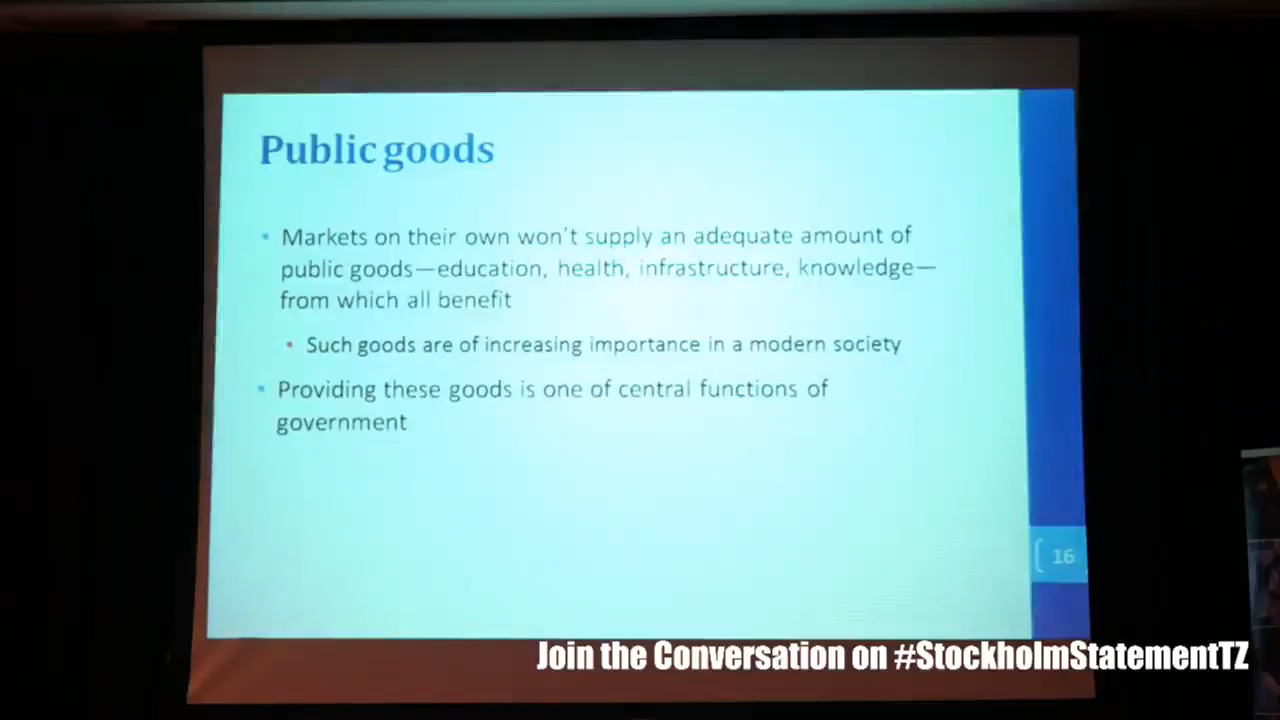 Public goods
• Markets on their own won't supply an adequate amount of
public goods—education, health, infrastructure, knowledge—
from which all benefit
• Such goods are of increasing importance in a modern society
• Providing these goods is one of central functions of
government
16
Join the Conversation on #StockholmStatementTZ